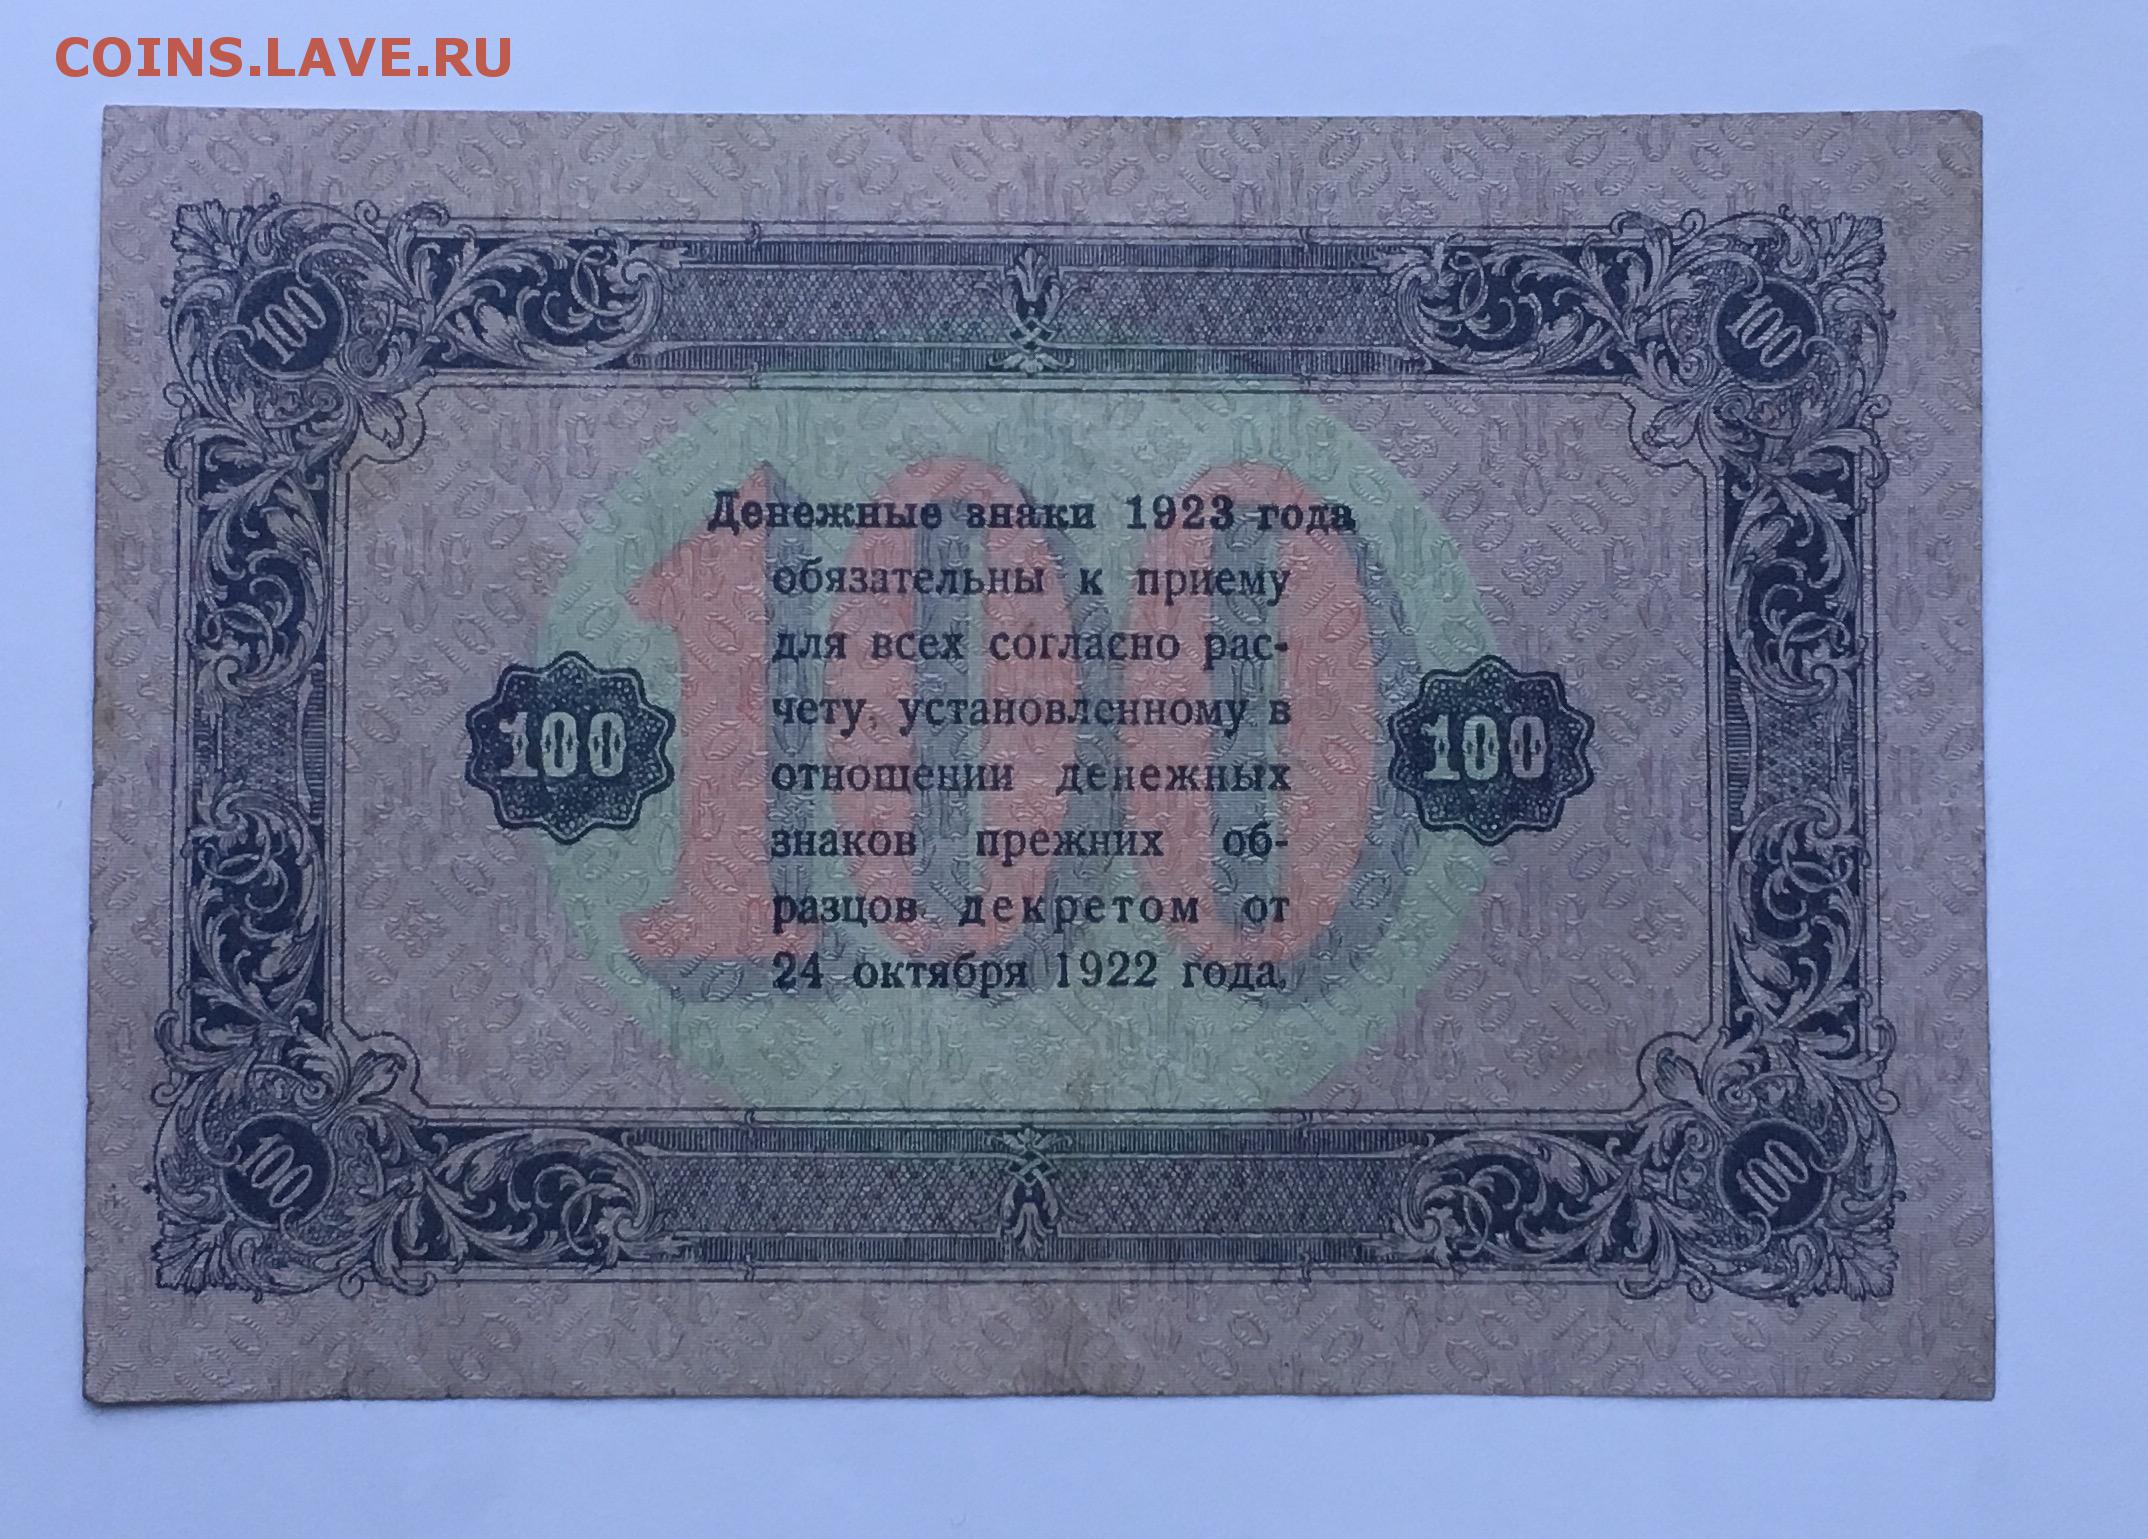 COINS.LAVE.RU
100 100
Денежные знаки 1923 года
обязательны к приему
для всех согласно рас-
чету, установленному в
100 100 100
отношении денежных
знаков прежних об-
разцов декретом от
24 октября 1922 года.
100 100